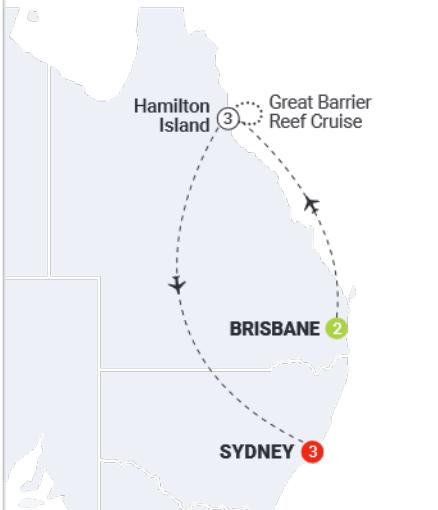 Hamilton
Island
3
Great Barrier
Reef Cruise
BRISBANE 2
SYDNEY 3